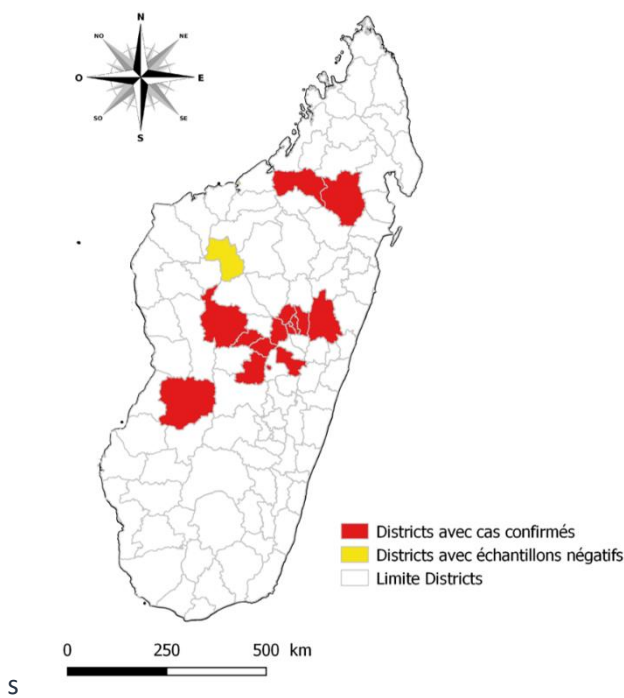 N
NO NE
O E
SO SE
S
Districts avec cas confirmés
Districts avec échantillons négatifs
Limite Districts
0 250 500 km
S